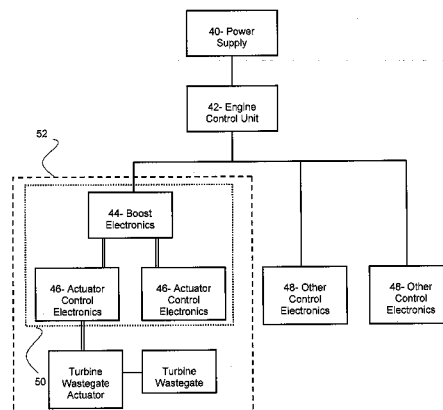 40- Power
Supply
42- Engine
Control Unit
52
44- Boost
Electronics
46- Actuator
Control
Electronics
46- Actuator
Control
Electronics
48- Other
Control
Electronics
48- Other
Control
Electronics
50
Turbine
Wastegate
Actuator
Turbine
Wastegate